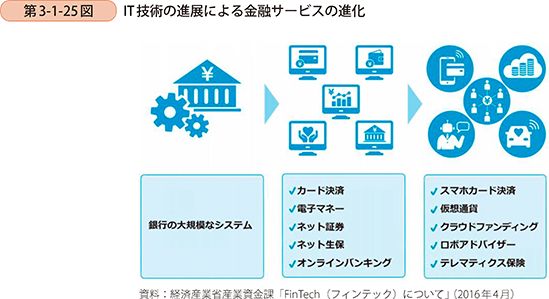 第3-1-25図 IT技術の進展による金融サービスの進化
¥
¥
¥
銀行の大規模なシステム
✓カード決済
✓電子マネー
✓ネット証券
✓ネット生保
✓オンラインバンキング
✓スマホカード決済
✓仮想通貨
✓クラウドファンディング
✓ロボアドバイザー
✓テレマティクス保険
資料：経済産業省産業資金課「FinTech（フィンテック）について」（2016年4月）